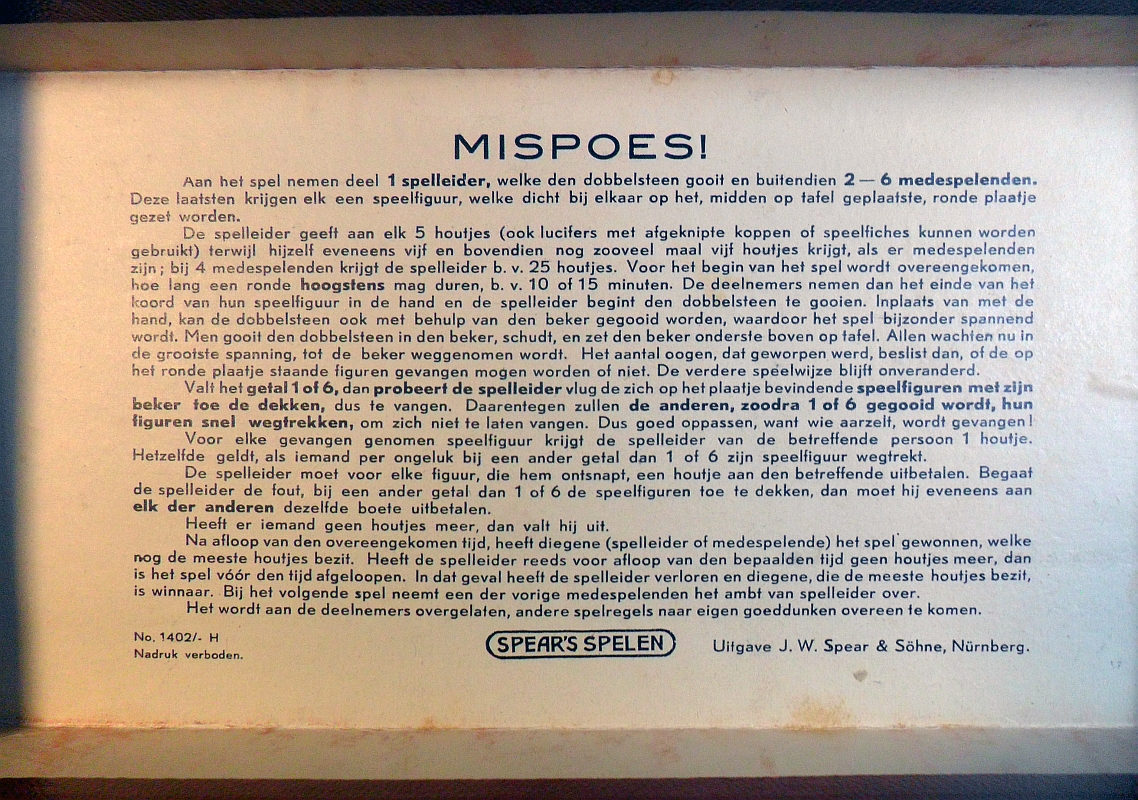 MISPOES!
Aan het spel nemen deel 1 spelleider, welke den dobbelsteen gooit en buitendien 2 — 6 medespelenden.
Deze laatsten krijgen elk een speelfiguur, welke dicht bij elkaar op het, midden op tafel geplaatste, ronde plaatje
gezet worden.
De spelleider geeft aan elk 5 houtjes (ook lucifers met afgeknipte koppen of speelfiches kunnen worden
gebruikt) terwijl hijzelf eveneens vijf en bovendien nog zooveel maal vijf houtjes krijgt, als er medespelenden
zijn; bij 4 medespelenden krijgt de spelleider b. v. 25 houtjes. Voor het begin van het spel wordt overeengekomen,
hoe lang een ronde hoogstens mag duren, b. v. 10 of 15 minuten. De deelnemers nemen dan het einde van het
koord van hun speelfiguur in de hand en de spelleider begint den dobbelsteen te gooien. Inplaats van met de
hand, kan de dobbelsteen ook met behulp van den beker gegooid worden, waardoor het spel bijzonder spannend
wordt. Men gooit den dobbelsteen in den beker, schudt, en zet den beker onderste boven op tafel. Allen wachten nu in
de grootste spanning, tot de beker weggenomen wordt. Het aantal oogen, dat geworpen werd, beslist dan, of de op
het ronde plaatje staande figuren gevangen mogen worden of niet. De verdere speelwijze blijft onveranderd.
Valt het getal 1 of 6, dan probeert de spelleider vlug de zich op het plaatje bevindende speelfiguren met zijn
beker toe de dekken, dus te vangen. Daarentegen zullen de anderen, zoodra 1 of 6 gegooid wordt, hun
figuren snel wegtrekken, om zich niet te laten vangen. Dus goed oppassen, want wie aarzelt, wordt gevangen!
Voor elke gevangen genomen speelfiguur krijgt de spelleider van de betreffende persoon 1 houtje.
Hetzelfde geldt, als iemand per ongeluk bij een ander getal dan 1 of 6 zijn speelfiguur wegtrekt.
De spelleider moet voor elke figuur, die hem ontsnapt, een houtje aan den betreffende uitbetalen. Begaat
de spelleider de fout, bij een ander getal dan 1 of 6 de speelfiguren toe te dekken, dan moet hij eveneens aan
elk der anderen dezelfde boete uitbetalen.
Heeft er iemand geen houtjes meer, dan valt hij uit.
Na afloop van den overeengekomen tijd, heeft diegene (spelleider of medespelende) het spel gewonnen, welke
nog de meeste houtjes bezit. Heeft de spelleider reeds voor afloop van den bepaalden tijd geen houtjes meer, dan
is het spel vóór den tijd afgeloopen. In dat geval heeft de spelleider verloren en diegene, die de meeste houtjes bezit,
is winnaar. Bij het volgende spel neemt een der vorige medespelenden het ambt van spelleider over.
Het wordt aan de deelnemers overgelaten, andere spelregels naar eigen goeddunken overeen te komen.
No. 1402/- H
Nadruk verboden.
SPEAR'S SPELEN
Uitgave J. W. Spear & Söhne, Nürnberg.